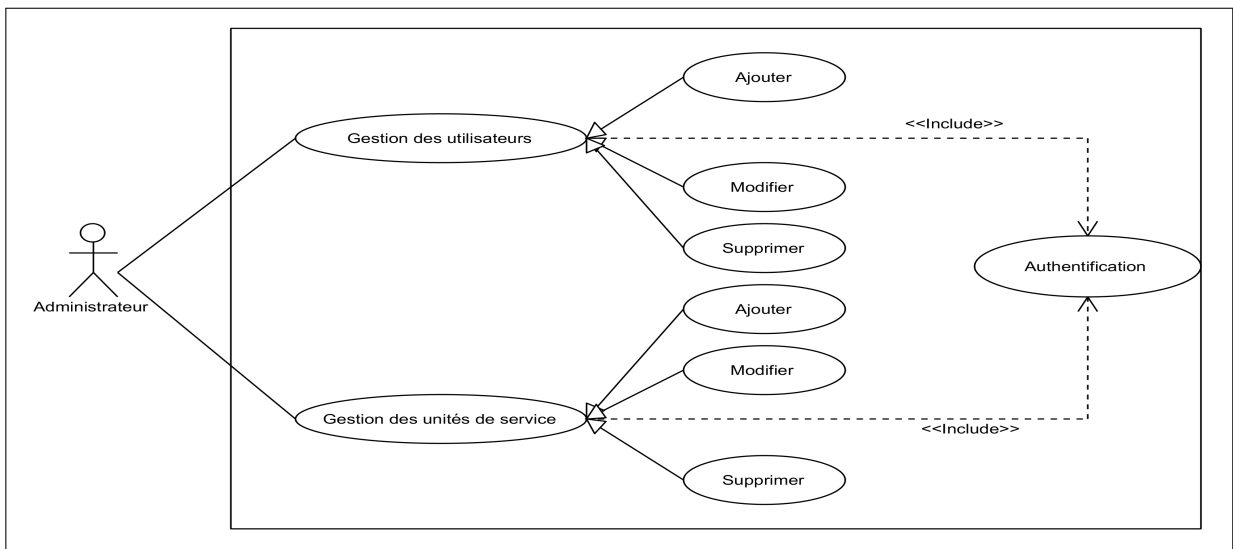 Ajouter
<<Include>>
Gestion des utilisateurs
Modifier
Supprimer
Authentification
Administrateur
Ajouter
Modifier
Gestion des unités de service
<<Include>>
Supprimer